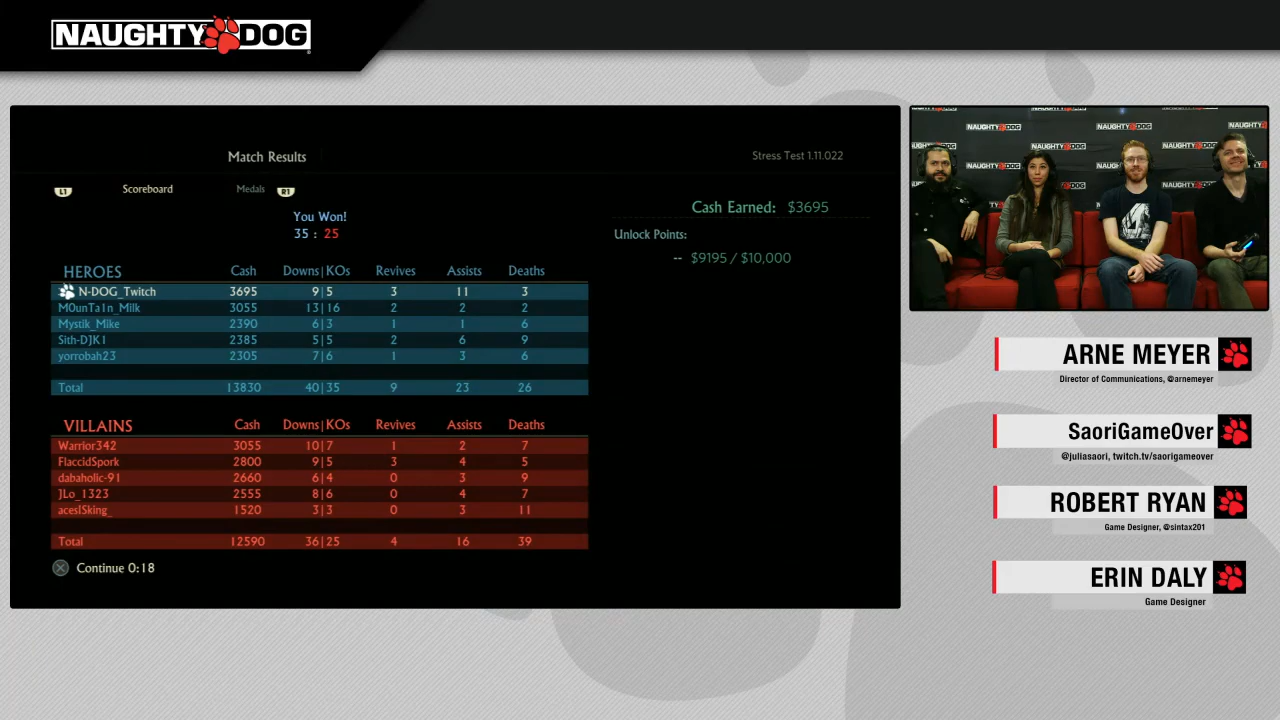 NAUGHTY DOG
Match Results
Stress Test 1.11.022
L1 Scoreboard Medals R1
You Won!
35 : 25
Cash Earned: $3695
Unlock Points:
-- $9195 / $10,000
HEROES Cash Downs|KOs Revives Assists Deaths
N-DOG_Twitch 3695 9|5 3 11 3
M0unTa1n_Milk 3055 13|16 2 2 2
Mystik_Mike 2390 6|3 1 1 6
Sith-DJK1 2385 5|5 2 6 9
yorrobah23 2305 7|6 1 3 6
Total 13830 40|35 9 23 26
VILLAINS Cash Downs|KOs Revives Assists Deaths
Warrior342 3055 10|7 1 2 7
FlaccidSpork 2800 9|5 3 4 5
dabaholic-91 2660 6|4 0 3 9
JLo_1323 2555 8|6 0 4 7
acesISking_ 1520 3|3 0 3 11
Total 12590 36|25 4 16 39
Continue 0:18
NAUGHTY DOG
ARNE MEYER
Director of Communications, @arnemeyer
SaoriGameOver
@juliasaori, twitch.tv/saorigameover
ROBERT RYAN
Game Designer, @sintax201
ERIN DALY
Game Designer